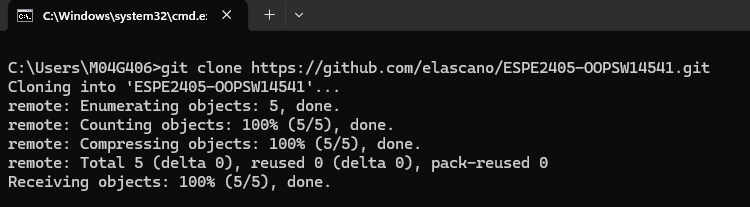 C:\Windows\system32\cmd.e
C:\Users\M04G406>git clone https://github.com/elascano/ESPE2405-OOPSW14541.git
Cloning into 'ESPE2405-OOPSW14541'...
remote: Enumerating objects: 5, done.
remote: Counting objects: 100% (5/5), done.
remote: Compressing objects: 100% (5/5), done.
remote: Total 5 (delta 0), reused 0 (delta 0), pack-reused 0
Receiving objects: 100% (5/5), done.